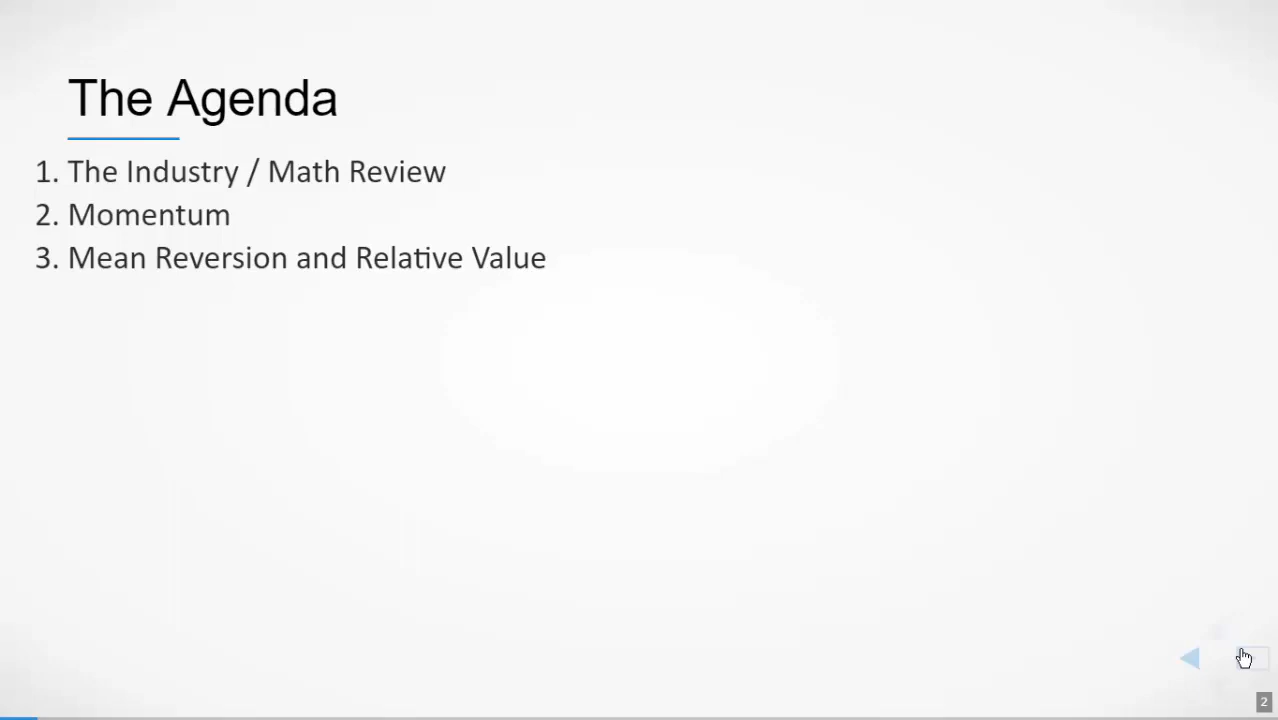 The Agenda
1. The Industry / Math Review
2. Momentum
3. Mean Reversion and Relative Value
2